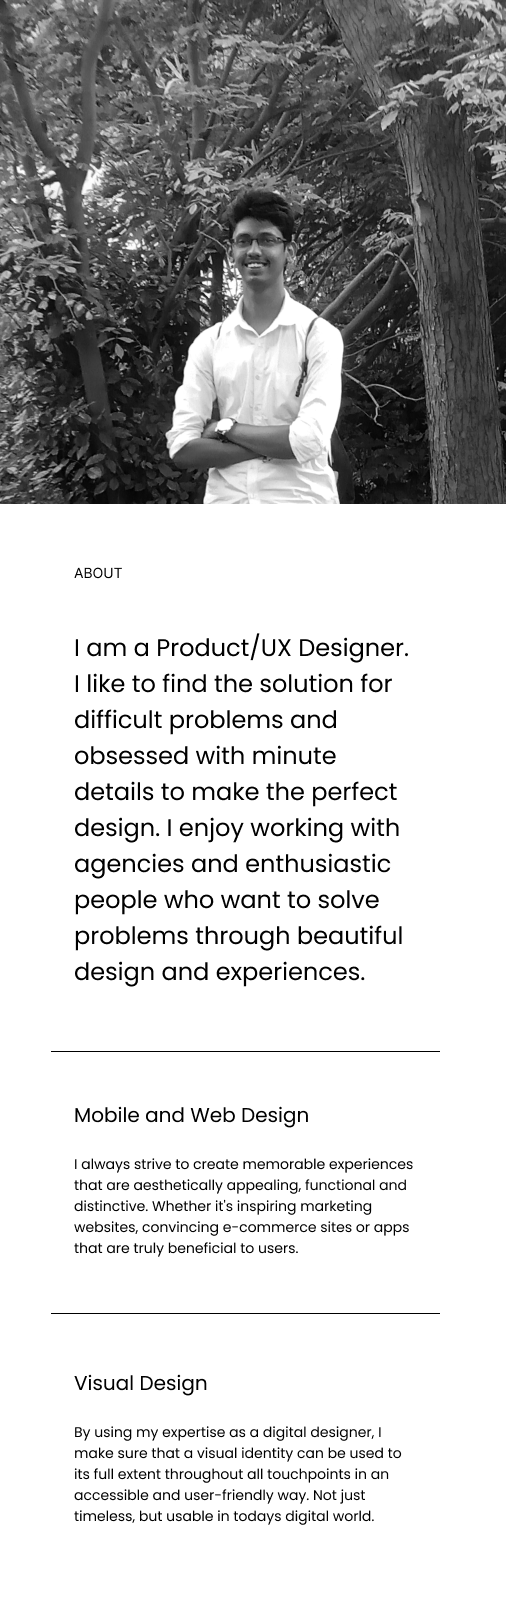 ABOUT
I am a Product/UX Designer.
I like to find the solution for
difficult problems and
obsessed with minute
details to make the perfect
design. I enjoy working with
agencies and enthusiastic
people who want to solve
problems through beautiful
design and experiences.
Mobile and Web Design
I always strive to create memorable experiences
that are aesthetically appealing, functional and
distinctive. Whether it's inspiring marketing
websites, convincing e-commerce sites or apps
that are truly beneficial to users.
Visual Design
By using my expertise as a digital designer, I
make sure that a visual identity can be used to
its full extent throughout all touchpoints in an
accessible and user-friendly way. Not just
timeless, but usable in todays digital world.